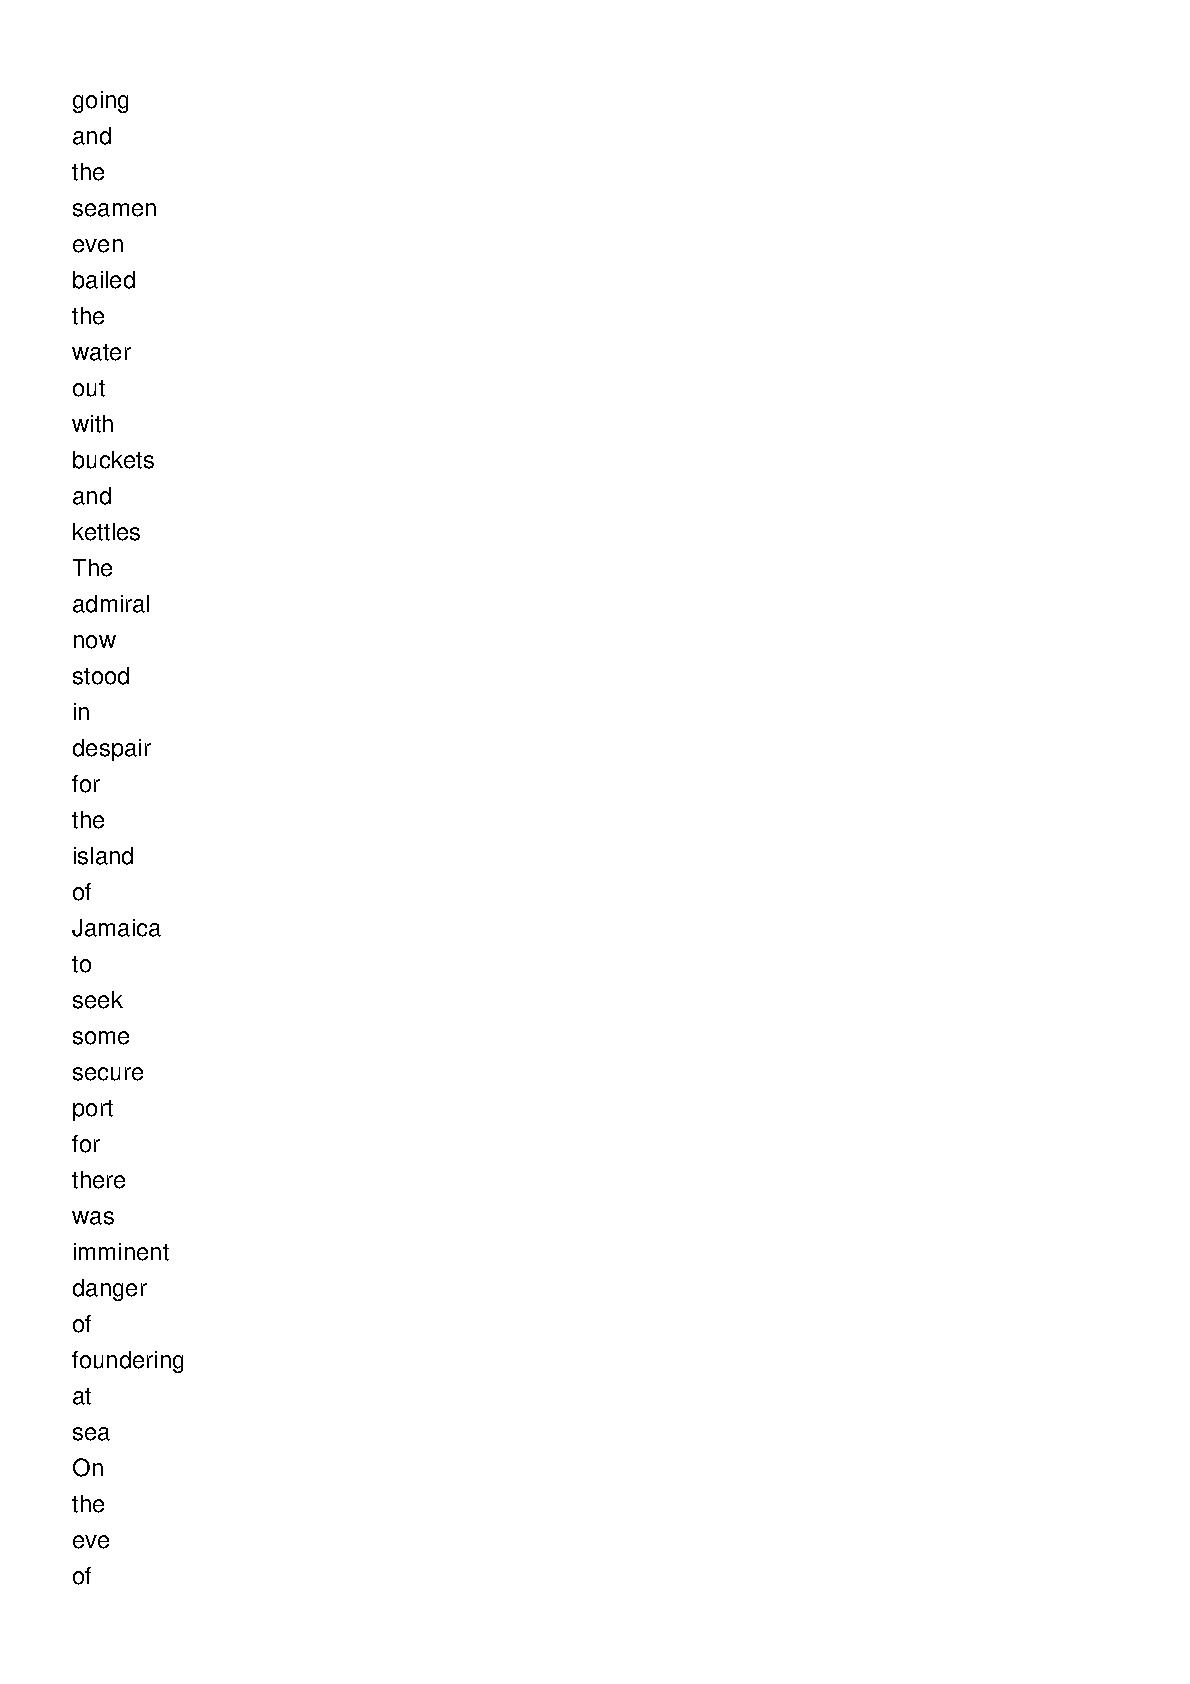 going
and
the
seamen
even
bailed
the
water
out
with
buckets
and
kettles
The
admiral
now
stood
in
despair
for
the
island
of
Jamaica
to
seek
some
secure
port
for
there
was
imminent
danger
of
foundering
at
sea
On
the
eve
of